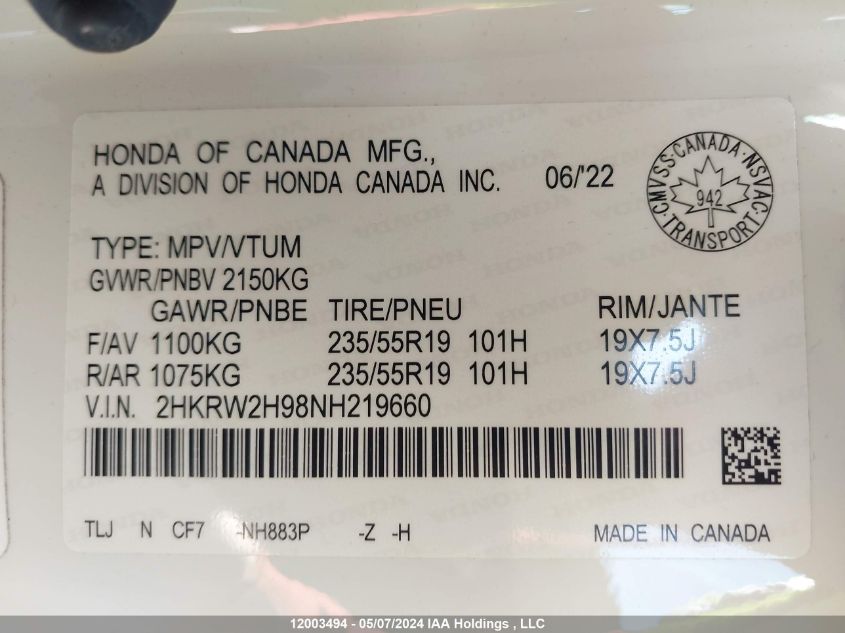 HONDA OF CANADA MFG.,
A DIVISION OF HONDA CANADA INC. 06/'22
CMVSS·CANADA·NSVAC·TRANSPORT·
942
TYPE: MPV/VTUM
GVWR/PNBV 2150KG
GAWR/PNBE TIRE/PNEU RIM/JANTE
F/AV 1100KG 235/55R19 101H 19X7.5J
R/AR 1075KG 235/55R19 101H 19X7.5J
V.I.N. 2HKRW2H98NH219660
TLJ N CF7 -NH883P -Z -H MADE IN CANADA
12003494 - 05/07/2024 IAA Holdings , LLC